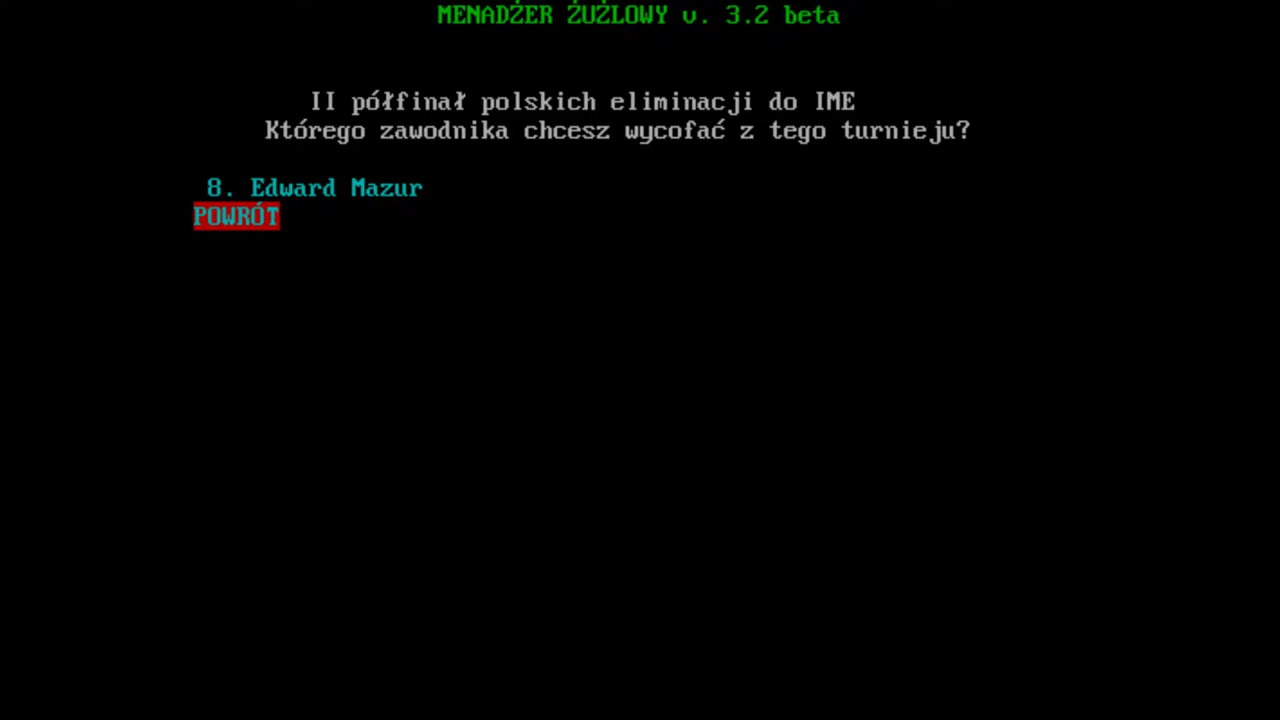 MENADŻER ŻUŻLOWY v. 3.2 beta
II półfinał polskich eliminacji do IME
Którego zawodnika chcesz wycofać z tego turnieju?
8. Edward Mazur
POWRÓT